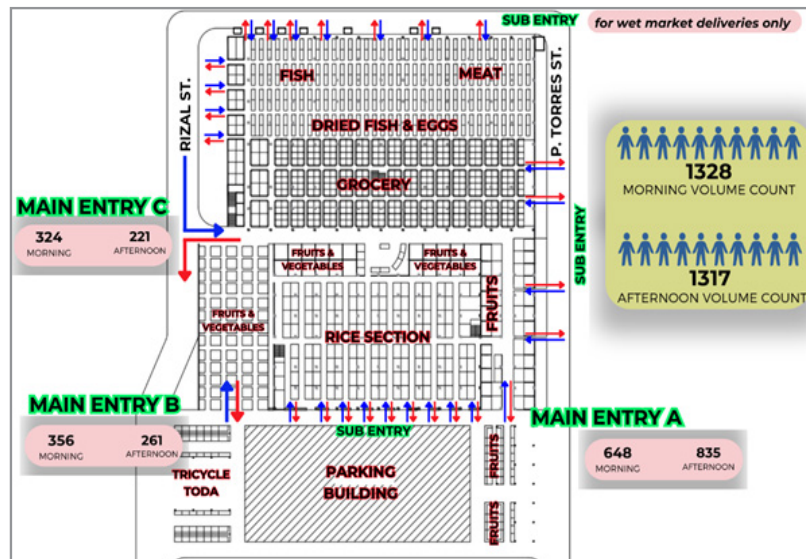 SUB ENTRY
for wet market deliveries only
RIZAL ST.
P. TORRES ST.
FISH
MEAT
DRIED FISH & EGGS
GROCERY
1328
MORNING VOLUME COUNT
1317
AFTERNOON VOLUME COUNT
MAIN ENTRY C
324
221
MORNING
AFTERNOON
SUB ENTRY
FRUITS &
VEGETABLES
FRUITS &
VEGETABLES
FRUITS &
VEGETABLES
FRUITS
RICE SECTION
MAIN ENTRY B
356
261
MORNING
AFTERNOON
SUB ENTRY
MAIN ENTRY A
648
835
MORNING
AFTERNOON
TRICYCLE
TODA
PARKING
BUILDING
FRUITS
FRUITS